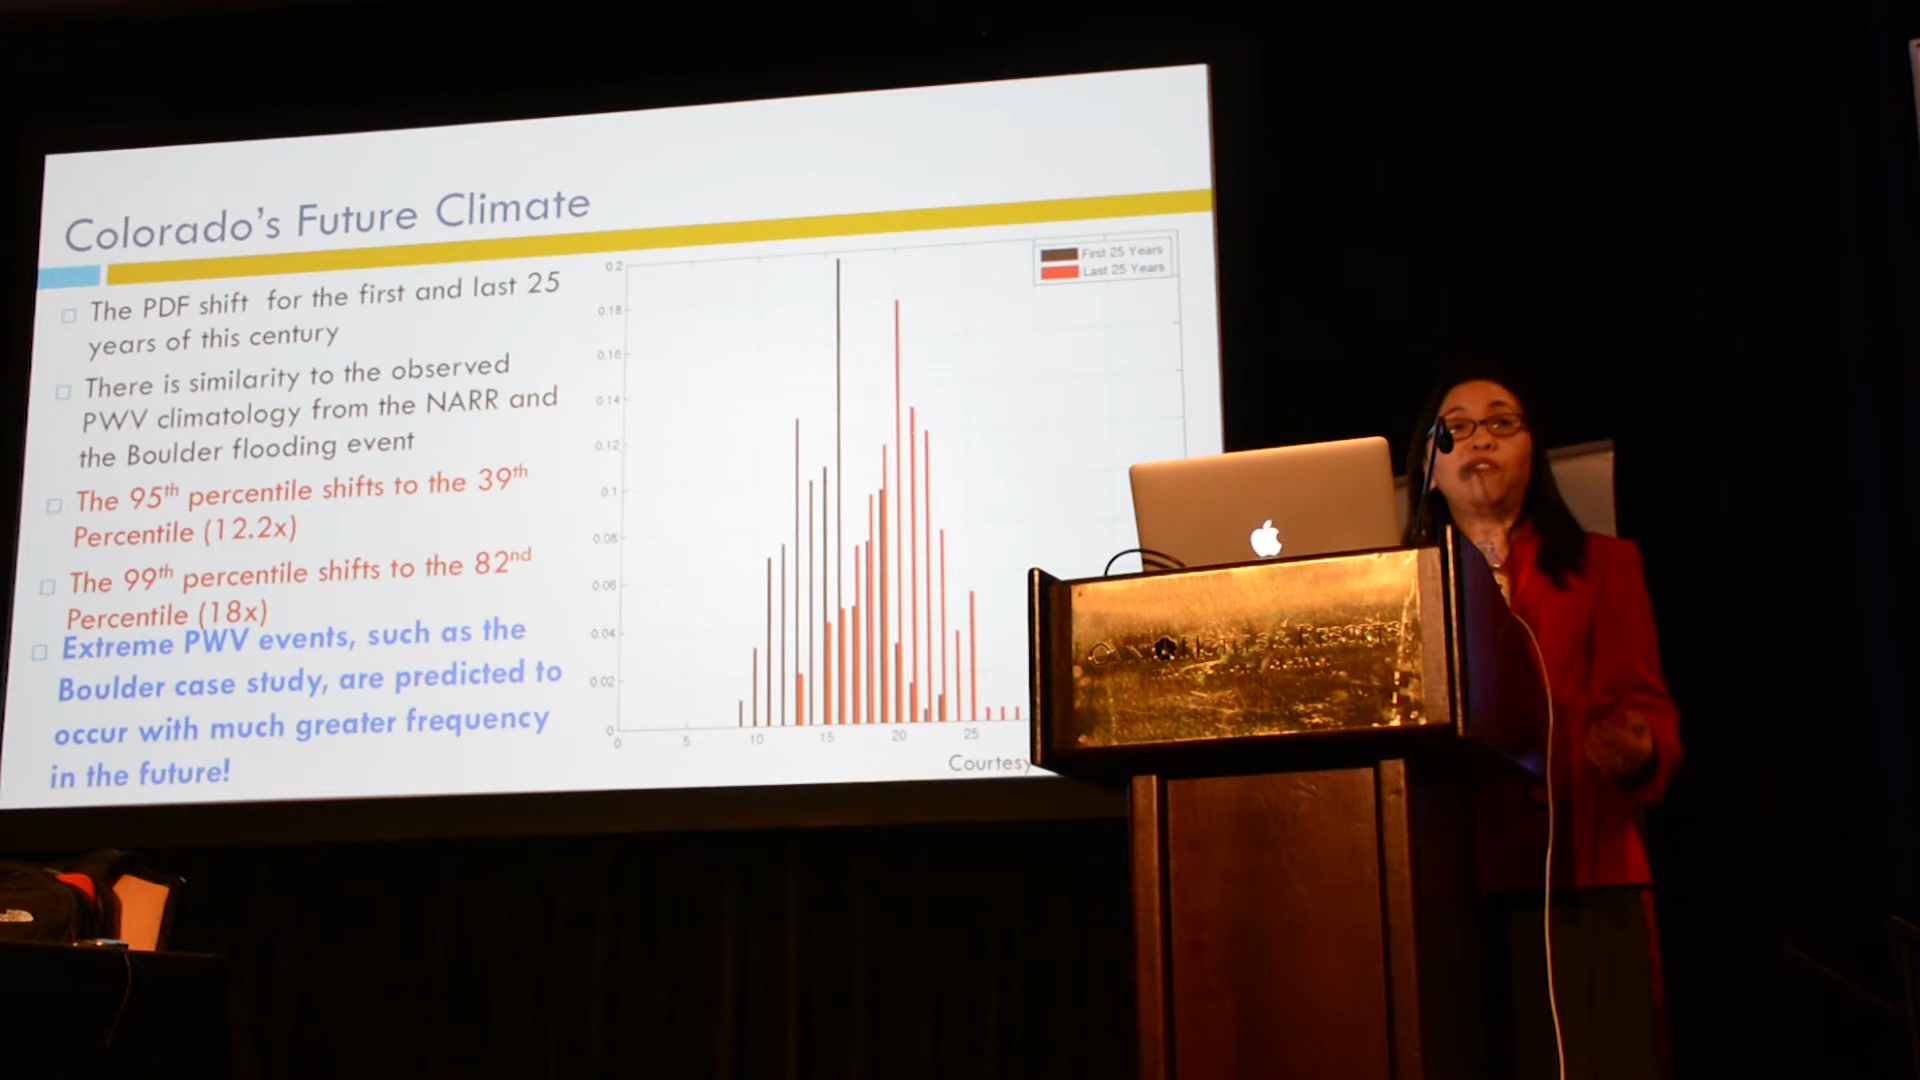 Colorado's Future Climate
The PDF shift for the first and last 25
years of this century
There is similarity to the observed
PWV climatology from the NARR and
the Boulder flooding event
The 95th percentile shifts to the 39th
Percentile (12.2x)
The 99th percentile shifts to the 82nd
Percentile (18x)
Extreme PWV events, such as the
Boulder case study, are predicted to
occur with much greater frequency
in the future!
First 25 Years
Last 25 Years
0.2
0.18
0.16
0.14
0.12
0.1
0.08
0.06
0.04
0.02
0
0 5 10 15 20 25
Courtesy
OMNI HOTELS & RESORTS